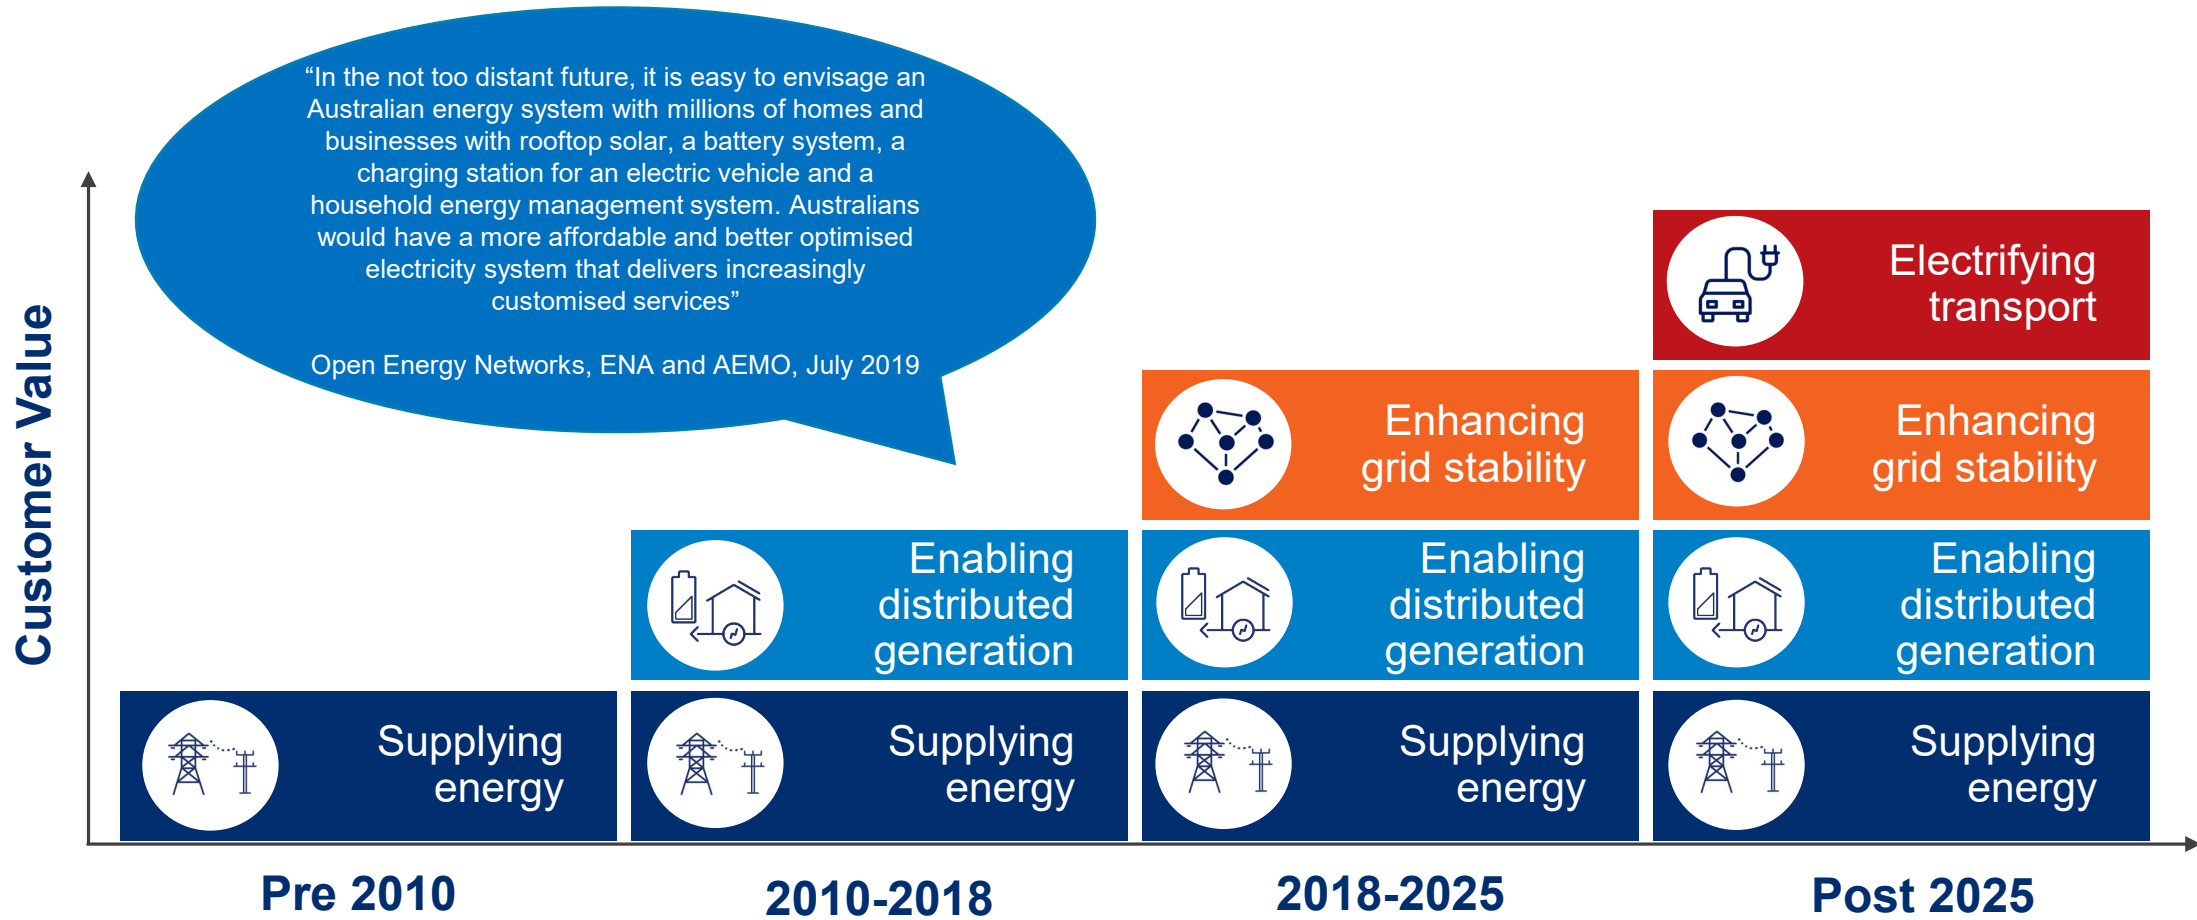 “In the not too distant future, it is easy to envisage an
Australian energy system with millions of homes and
businesses with rooftop solar, a battery system, a
charging station for an electric vehicle and a
household energy management system. Australians
would have a more affordable and better optimised
electricity system that delivers increasingly
customised services”
Open Energy Networks, ENA and AEMO, July 2019
Customer Value
Electrifying
transport
Enhancing
grid stability
Enhancing
grid stability
Enabling
distributed
generation
Enabling
distributed
generation
Enabling
distributed
generation
Supplying
energy
Supplying
energy
Supplying
energy
Supplying
energy
Pre 2010
2010-2018
2018-2025
Post 2025